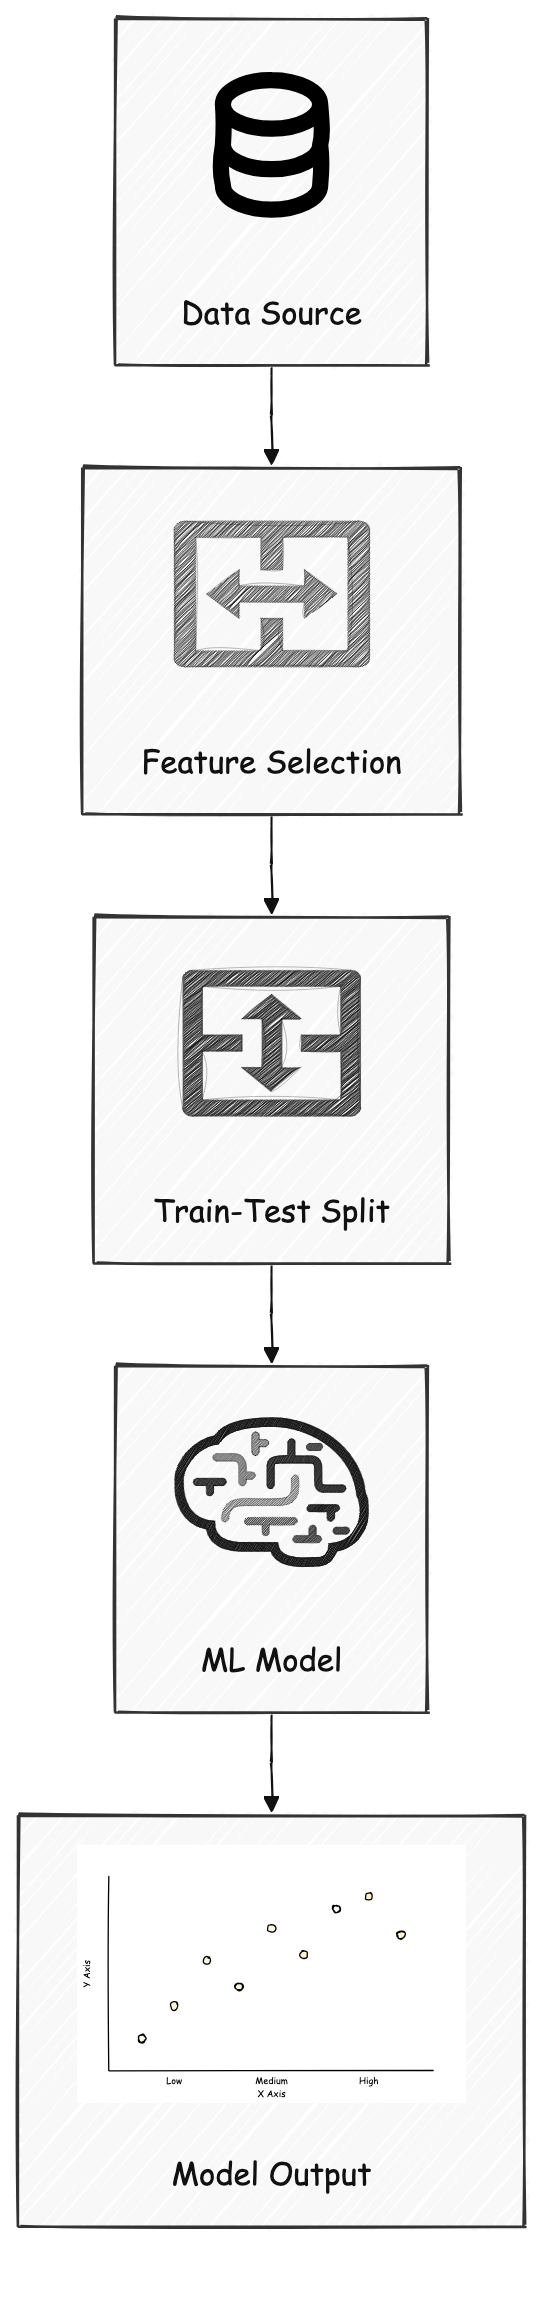 Data Source
Feature Selection
Train-Test Split
ML Model
Y Axis
Low Medium High
X Axis
Model Output